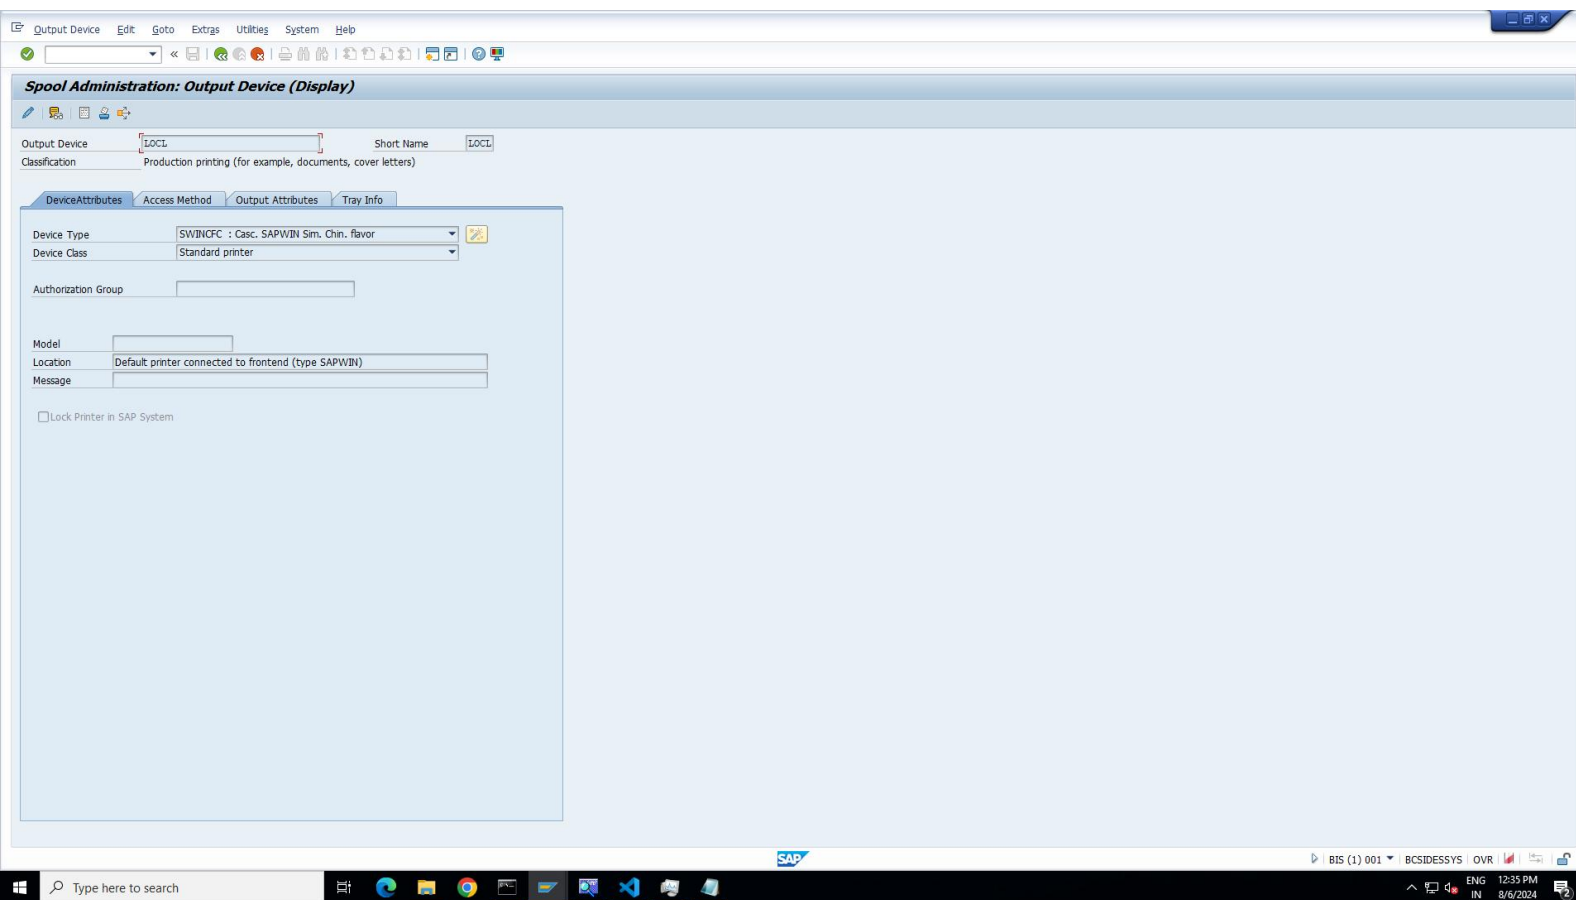 Output Device Edit Goto Extras Utilities System Help
Spool Administration: Output Device (Display)
Output Device LOCL Short Name LOCL
Classification Production printing (for example, documents, cover letters)
DeviceAttributes Access Method Output Attributes Tray Info
Device Type SWINCFC : Casc. SAPWIN Sim. Chin. flavor
Device Class Standard printer
Authorization Group
Model
Location Default printer connected to frontend (type SAPWIN)
Message
Lock Printer in SAP System
SAP BIS (1) 001 BCSIDESSYS OVR
Type here to search
ENG 12:35 PM
IN 8/6/2024 2